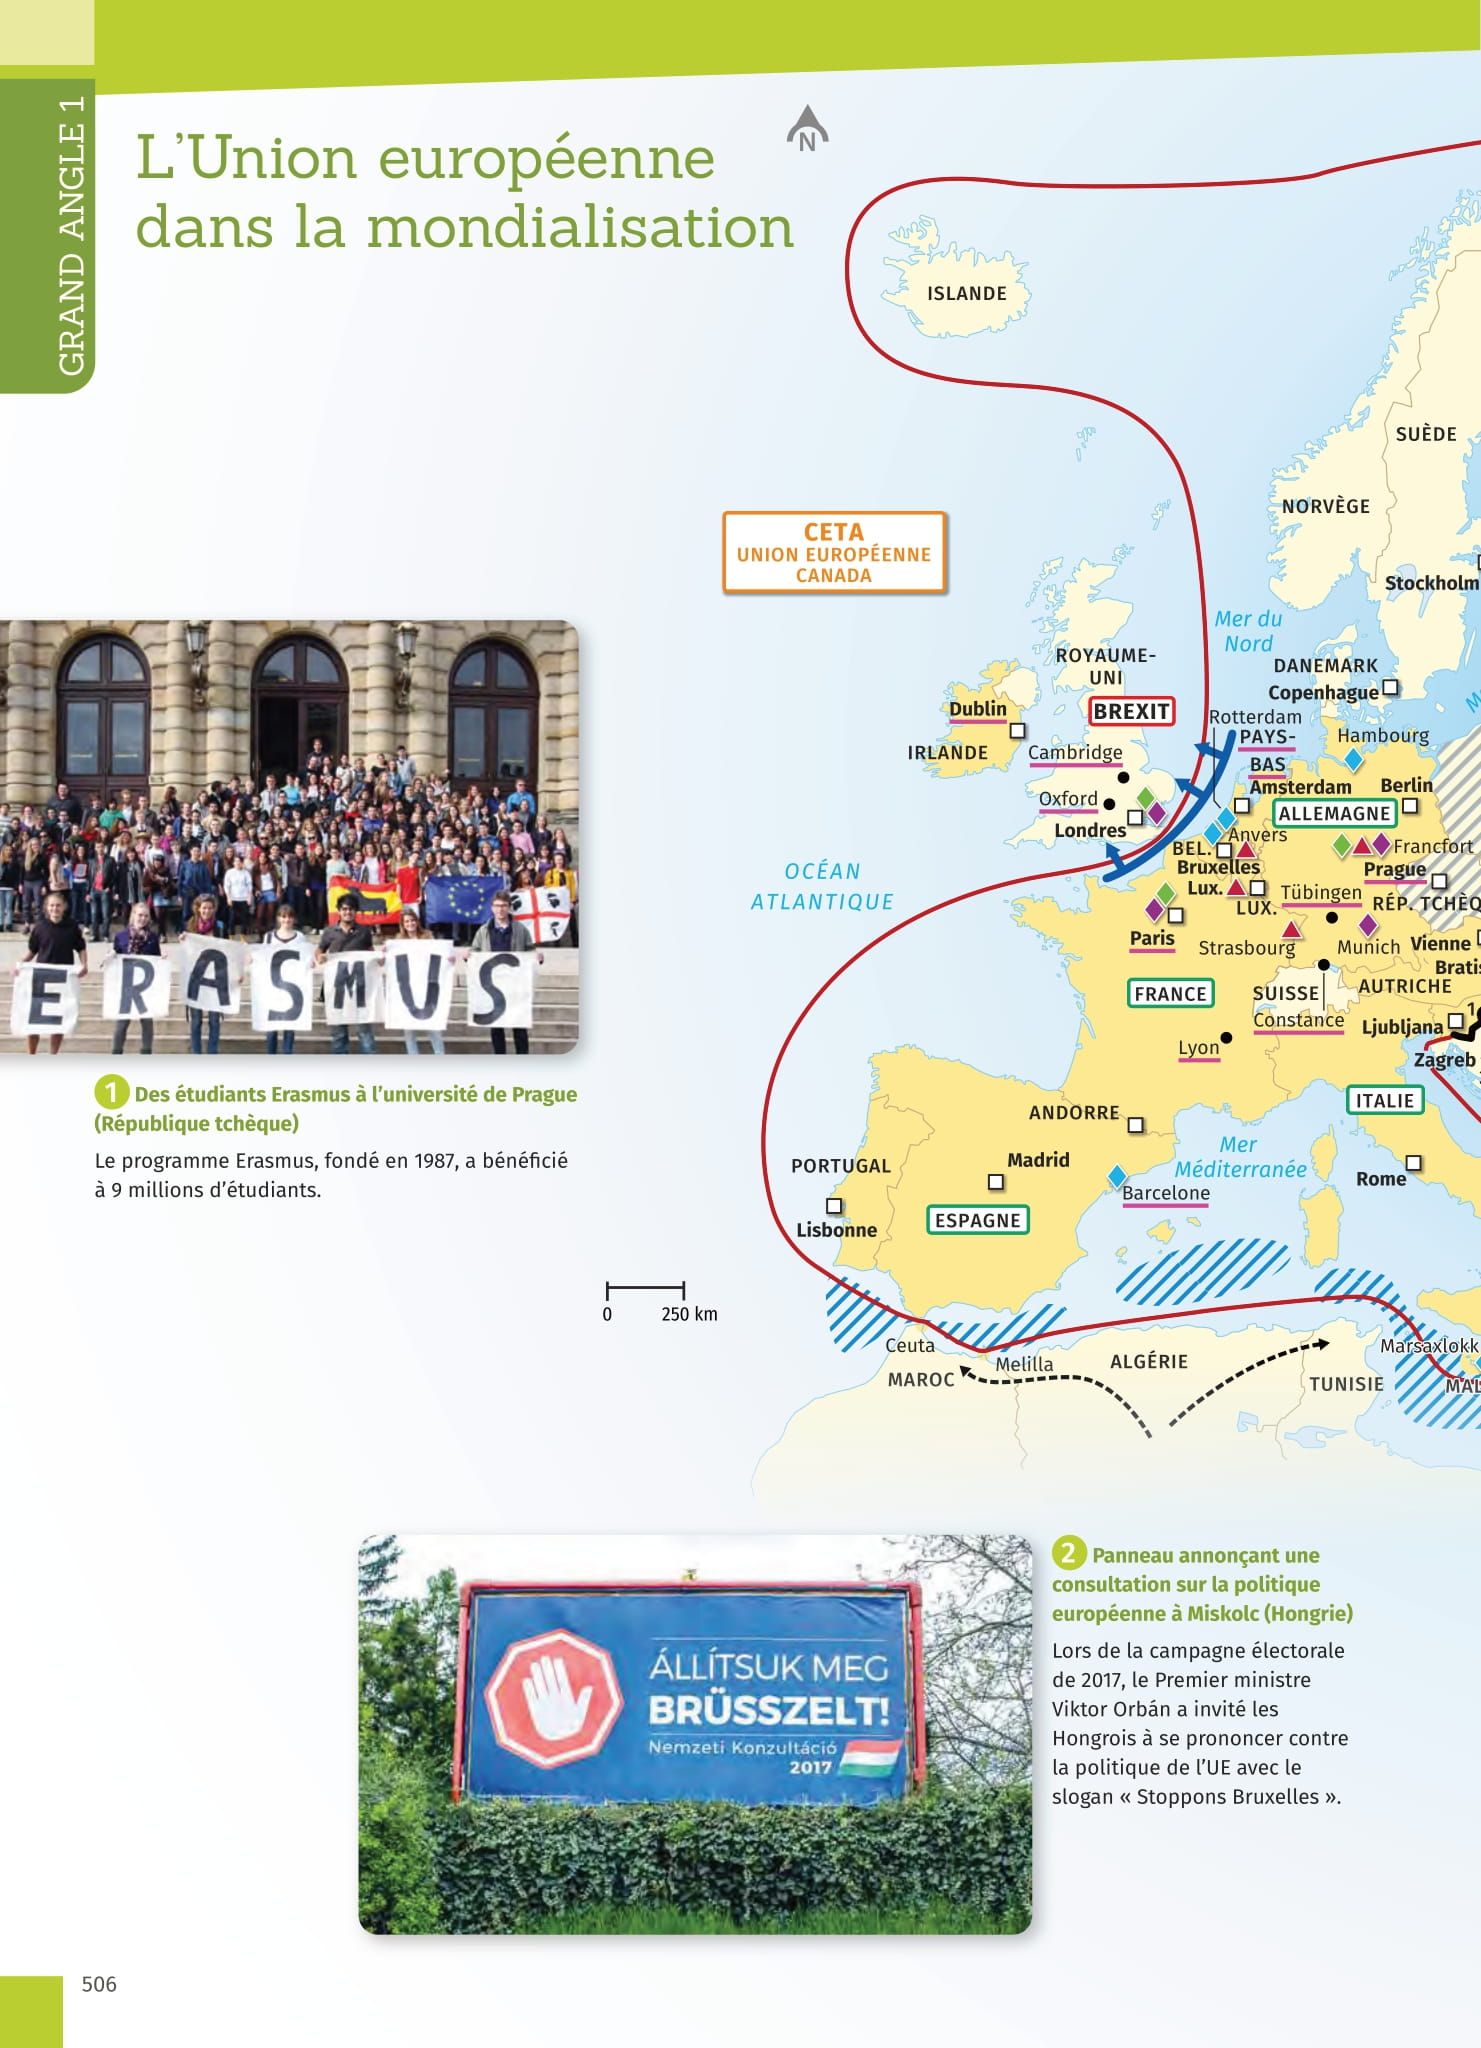 GRAND ANGLE 1
L'Union européenne
dans la mondialisation
N
ISLANDE
SUÈDE
NORVÈGE
CETA
UNION EUROPÉENNE
CANADA
Stockholm
Mer du
Nord
ROYAUME-
UNI
DANEMARK
Copenhague
BREXIT
Dublin
IRLANDE
Rotterdam
PAYS-
BAS
Hambourg
Cambridge
Amsterdam
Berlin
Oxford
ALLEMAGNE
Londres
Anvers
BEL.
Bruxelles
Francfort
Prague
Lux.
LUX.
Tübingen
RÉP. TCHÈQ
OCÉAN
ATLANTIQUE
Paris
Strasbourg
Munich
Vienne
Bratis
FRANCE
SUISSE
AUTRICHE
Constance
Ljubljana
1
Lyon
Zagreb
ITALIE
ANDORRE
Mer
Méditerranée
PORTUGAL
Madrid
Rome
Barcelone
Lisbonne
ESPAGNE
0 250 km
Ceuta
Melilla
MAROC
ALGÉRIE
TUNISIE
Marsaxlokk
MAL
ERASMUS
1 Des étudiants Erasmus à l'université de Prague
(République tchèque)
Le programme Erasmus, fondé en 1987, a bénéficié
à 9 millions d'étudiants.
ÁLLÍTSUK MEG
BRÜSSZELT!
Nemzeti Konzultáció
2017
2 Panneau annonçant une
consultation sur la politique
européenne à Miskolc (Hongrie)
Lors de la campagne électorale
de 2017, le Premier ministre
Viktor Orbán a invité les
Hongrois à se prononcer contre
la politique de l'UE avec le
slogan « Stoppons Bruxelles ».
506